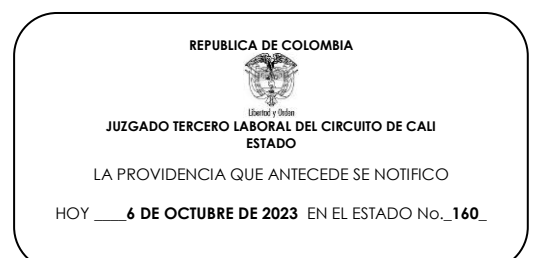 REPUBLICA DE COLOMBIA
Libertad y Orden
JUZGADO TERCERO LABORAL DEL CIRCUITO DE CALI
ESTADO
LA PROVIDENCIA QUE ANTECEDE SE NOTIFICO
HOY ____6 DE OCTUBRE DE 2023 EN EL ESTADO No._160_